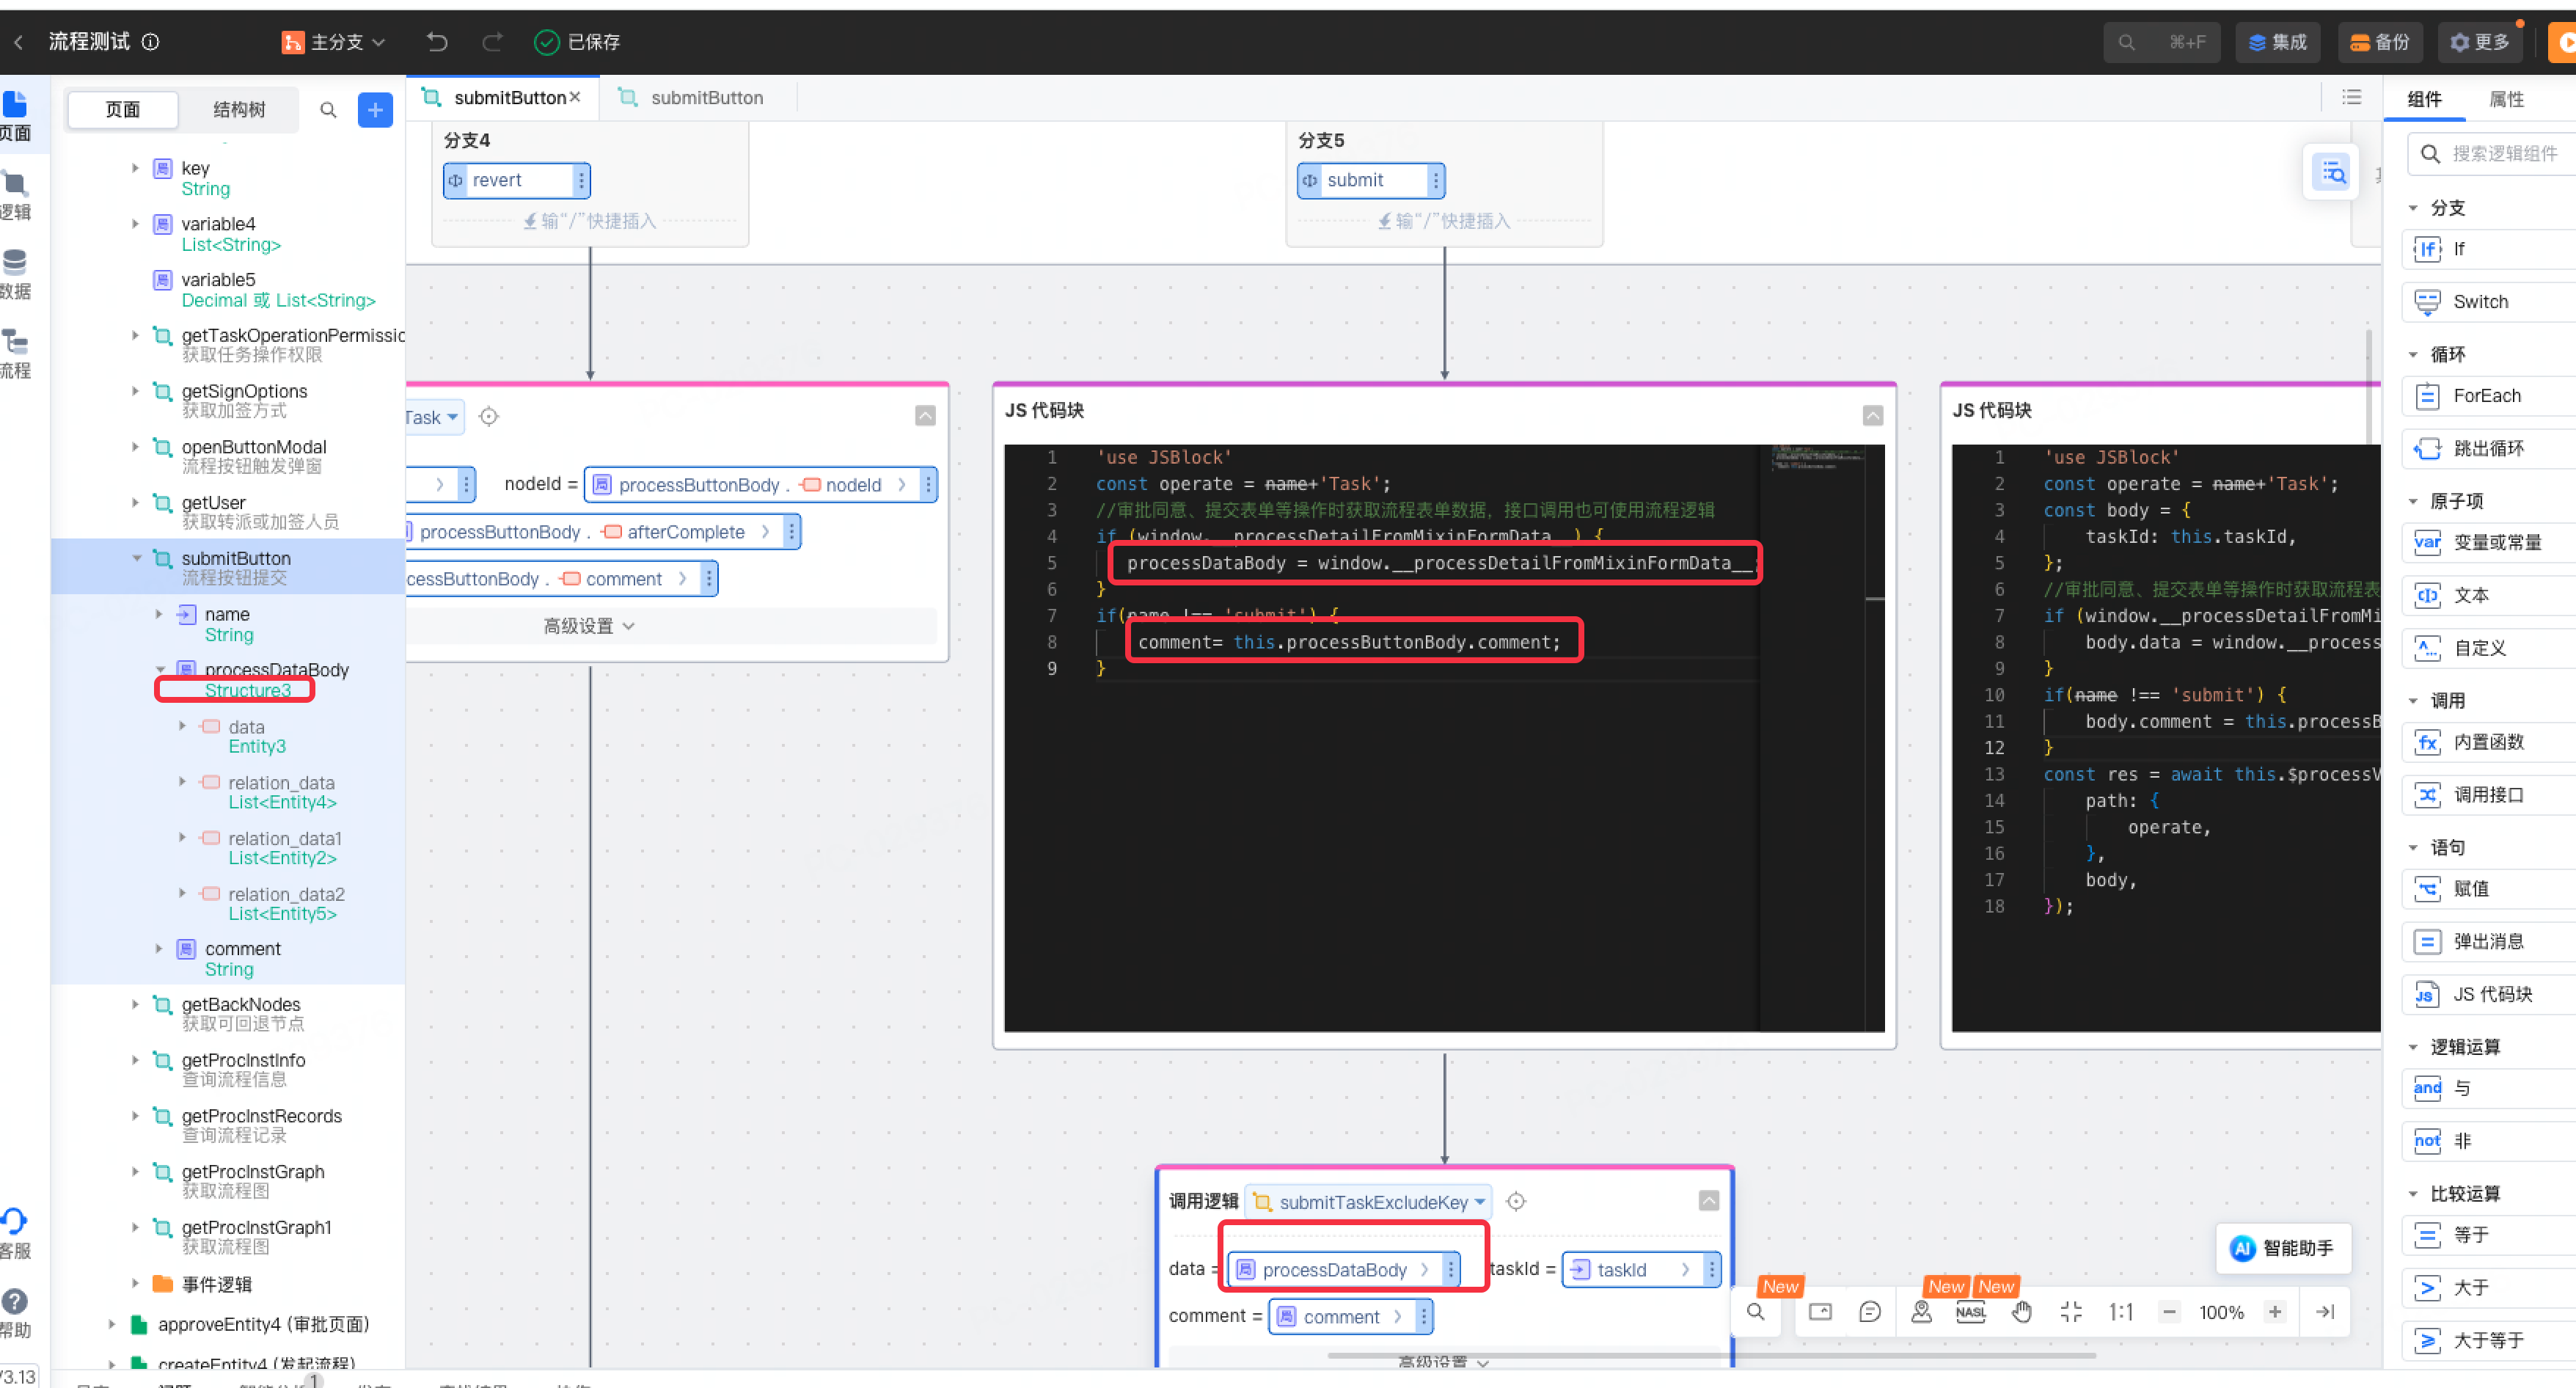 流程测试
主分支
已保存
⌘+F
集成
备份
更多
页面
逻辑
数据
流程
客服
帮助
页面
结构树
key
String
variable4
List<String>
variable5
Decimal 或 List<String>
getTaskOperationPermissic
获取任务操作权限
getSignOptions
获取加签方式
openButtonModal
流程按钮触发弹窗
getUser
获取转派或加签人员
submitButton
流程按钮提交
name
String
processDataBody
Structure3
data
Entity3
relation_data
List<Entity4>
relation_data1
List<Entity2>
relation_data2
List<Entity5>
comment
String
getBackNodes
获取可回退节点
getProcInstInfo
查询流程信息
getProcInstRecords
查询流程记录
getProcInstGraph
获取流程图
getProcInstGraph1
获取流程图
事件逻辑
approveEntity4 (审批页面)
createEntity4 (发起流程)
submitButton
submitButton
分支4
revert
输“/”快捷插入
分支5
submit
输“/”快捷插入
Task
nodeId = 局 processButtonBody . nodeId
processButtonBody . afterComplete
cessButtonBody . comment
高级设置
JS 代码块
1 'use JSBlock'
2 const operate = name+'Task';
3 //审批同意、提交表单等操作时获取流程表单数据，接口调用也可使用流程逻辑
4 if (window.__processDetailFromMixinFormData__) {
5 processDataBody = window.__processDetailFromMixinFormData__;
6 }
7 if(name !== 'submit') {
8 comment= this.processButtonBody.comment;
9 }
JS 代码块
1 'use JSBlock'
2 const operate = name+'Task';
3 const body = {
4 taskId: this.taskId,
5 };
6 //审批同意、提交表单等操作时获取流程表
7 if (window.__processDetailFromMi
8 body.data = window.__process
9 }
10 if(name !== 'submit') {
11 body.comment = this.processB
12 }
13 const res = await this.$processV
14 path: {
15 operate,
16 },
17 body,
18 });
调用逻辑 submitTaskExcludeKey
data = 局 processDataBody taskId = taskId
comment = 局 comment
高级设置
智能助手
New
New
New
NASL
1:1
100%
组件
属性
搜索逻辑组件
分支
If
Switch
循环
ForEach
跳出循环
原子项
var 变量或常量
文本
自定义
调用
fx 内置函数
调用接口
语句
赋值
弹出消息
JS 代码块
逻辑运算
and 与
not 非
比较运算
等于
大于
大于等于
1